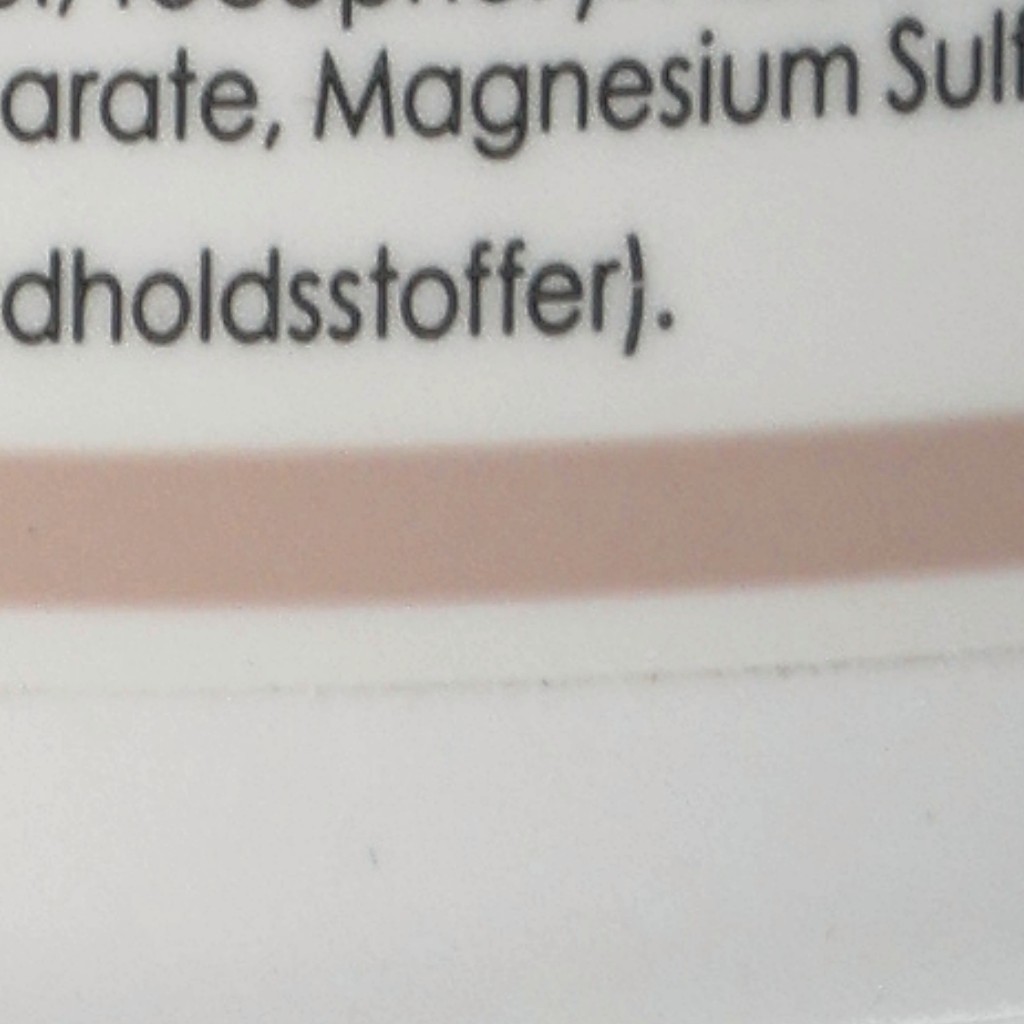 arate, Magnesium Sulf
dholdsstoffer).